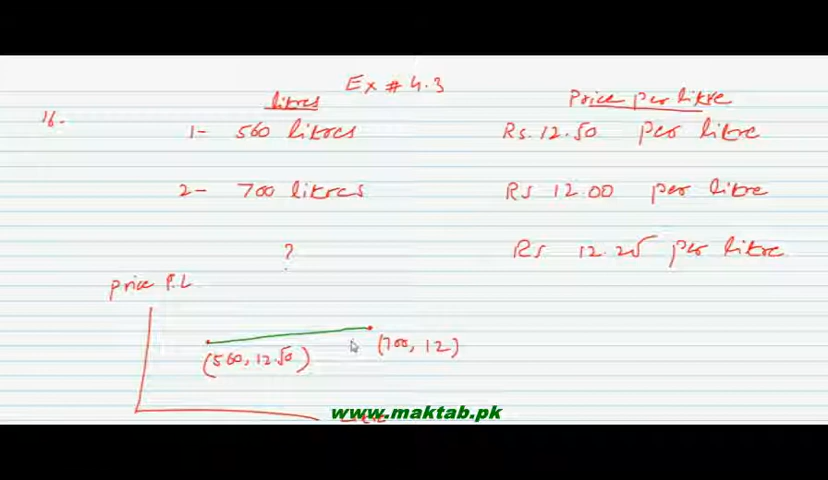 Ex # 4.3
litres Price per litre
16. 1- 560 litres Rs. 12.50 per litre
2- 700 litres Rs 12.00 per litre
? Rs 12.25 per litre
price P.L
(560, 12.50) (700, 12)
www.maktab.pk